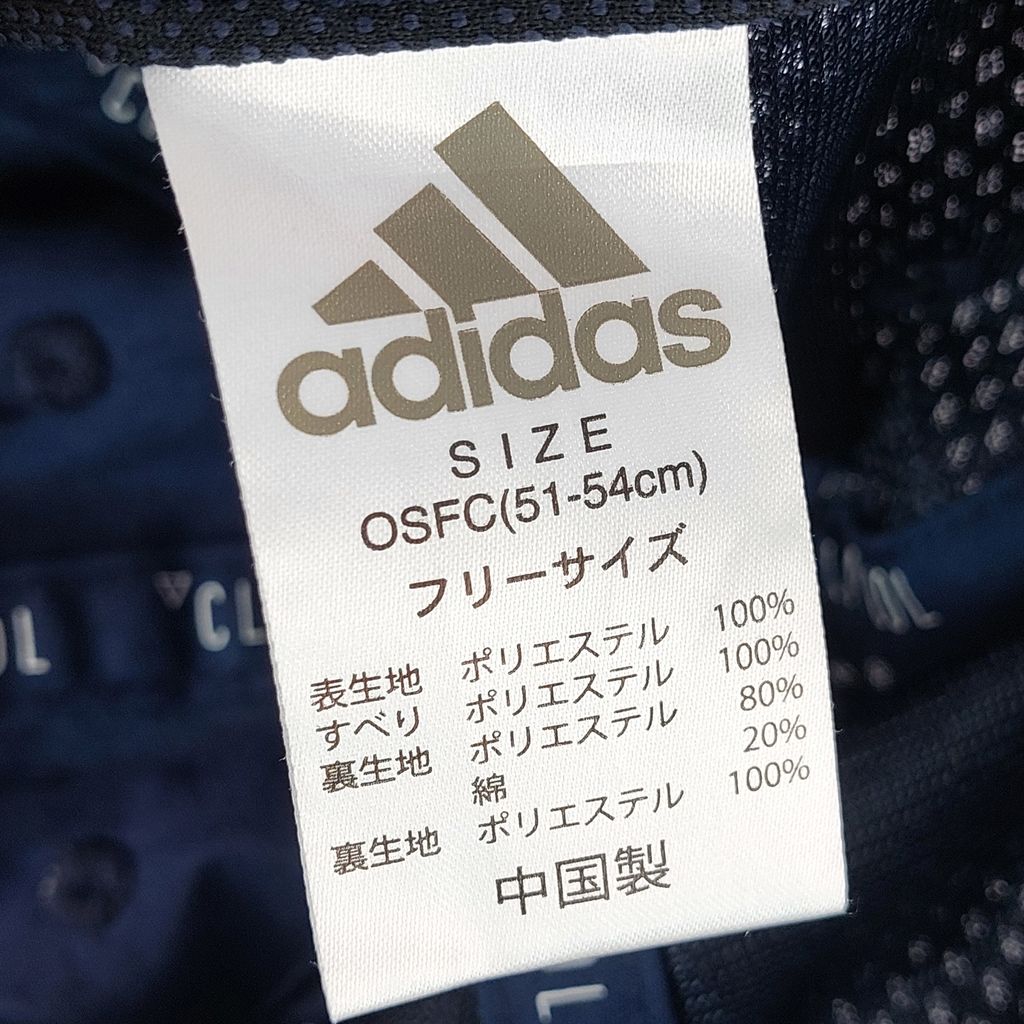 adidas
SIZE
OSFC(51-54cm)
フリーサイズ
表生地 ポリエステル 100%
すべり ポリエステル 100%
裏生地 ポリエステル 80%
綿 20%
裏生地 ポリエステル 100%
中国製
CL
OL